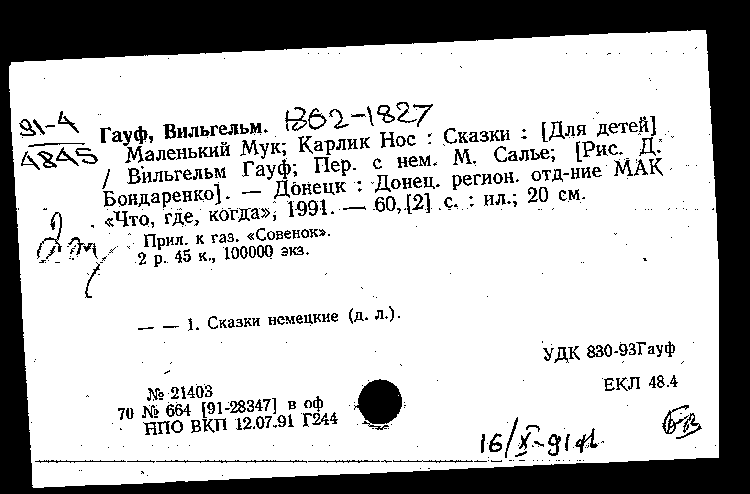 91-4
4845
Гауф, Вильгельм. 1802-1827
Маленький Мук; Карлик Нос : Сказки : [Для детей]
/ Вильгельм Гауф; Пер. с нем. М. Салье; [Рис. Д.
Бондаренко]. — Донецк : Донец. регион. отд-ние МАК
«Что, где, когда», 1991. — 60,[2] с. : ил.; 20 см.
Прил. к газ. «Совенок».
2 р. 45 к., 100000 экз.
— — 1. Сказки немецкие (д. л.).
УДК 830-93Гауф
ЕКЛ 48.4
№ 21403
70 № 664 [91-28347] в оф
НПО ВКП 12.07.91 Г244
16/X-91